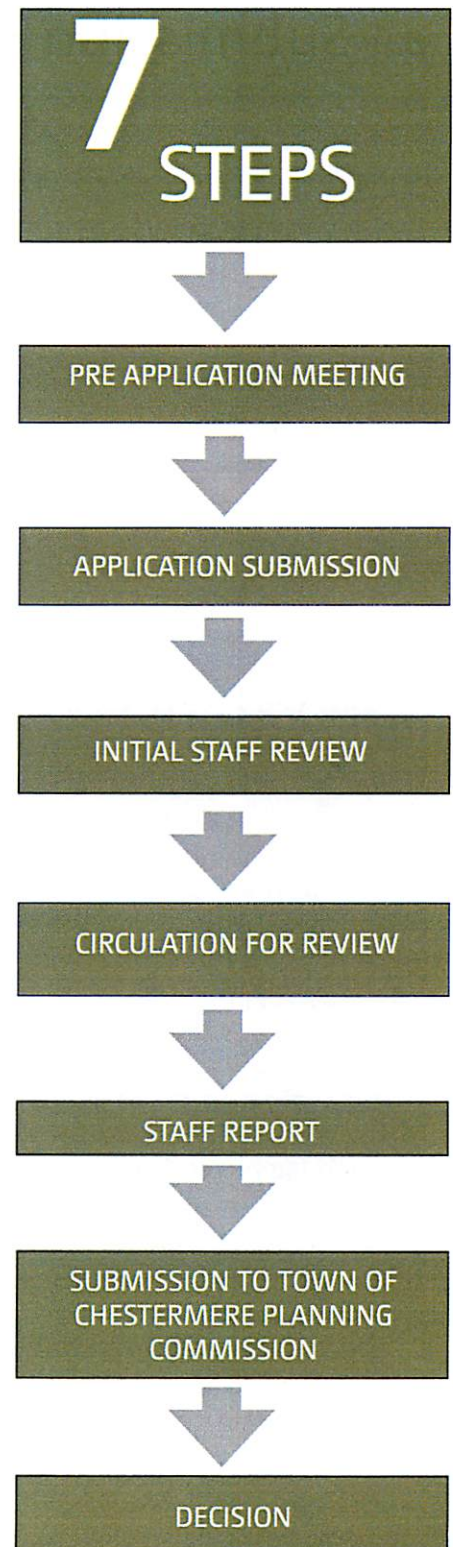 7
STEPS
PRE APPLICATION MEETING
APPLICATION SUBMISSION
INITIAL STAFF REVIEW
CIRCULATION FOR REVIEW
STAFF REPORT
SUBMISSION TO TOWN OF
CHESTERMERE PLANNING
COMMISSION
DECISION